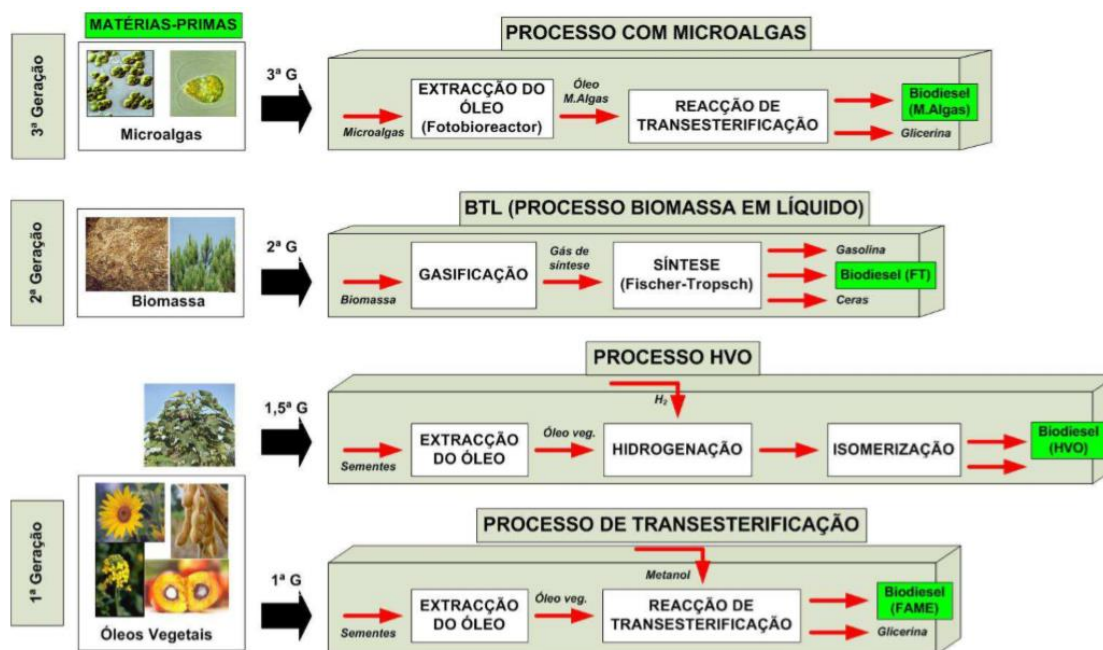 MATÉRIAS-PRIMAS
3ª Geração
Microalgas
3ª G
PROCESSO COM MICROALGAS
Microalgas
EXTRACÇÃO DO
ÓLEO
(Fotobioreactor)
Óleo
M.Algas
REACÇÃO DE
TRANSESTERIFICAÇÃO
Biodiesel
(M.Algas)
Glicerina
2ª Geração
Biomassa
2ª G
BTL (PROCESSO BIOMASSA EM LÍQUIDO)
Biomassa
GASIFICAÇÃO
Gás de
síntese
SÍNTESE
(Fischer-Tropsch)
Gasolina
Biodiesel (FT)
Ceras
1,5ª G
PROCESSO HVO
Sementes
EXTRACÇÃO
DO ÓLEO
Óleo veg.
H₂
HIDROGENAÇÃO
ISOMERIZAÇÃO
Biodiesel
(HVO)
1ª Geração
Óleos Vegetais
1ª G
PROCESSO DE TRANSESTERIFICAÇÃO
Sementes
EXTRACÇÃO
DO ÓLEO
Óleo veg.
Metanol
REACÇÃO DE
TRANSESTERIFICAÇÃO
Biodiesel
(FAME)
Glicerina